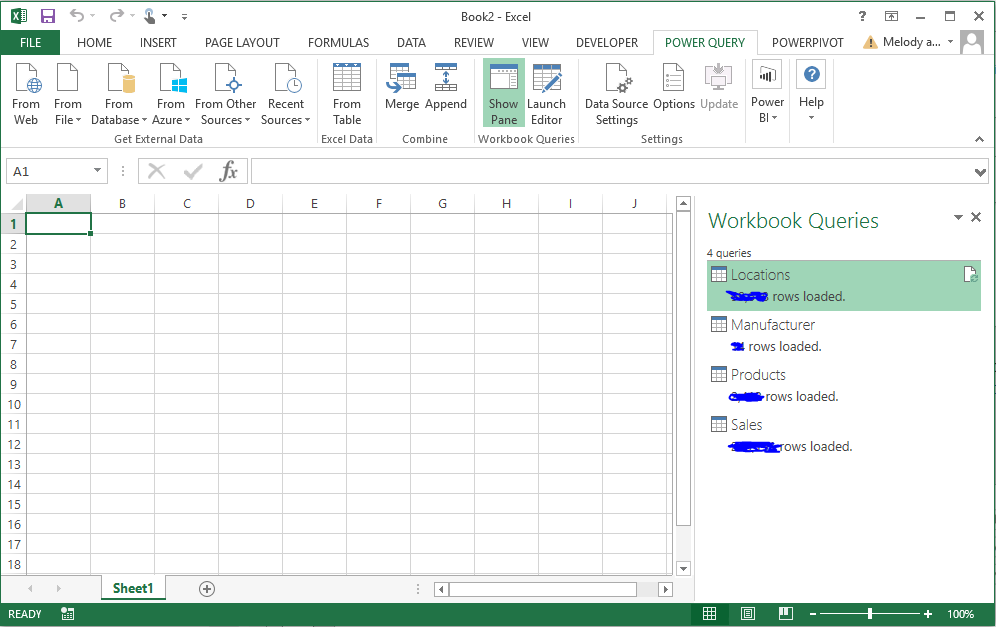 Book2 - Excel
?
FILE HOME INSERT PAGE LAYOUT FORMULAS DATA REVIEW VIEW DEVELOPER POWER QUERY POWERPIVOT Melody a...
From Web
From File
From Database
From Azure
From Other Sources
Recent Sources
From Table
Merge
Append
Show Pane
Launch Editor
Data Source Settings
Options
Update
Power BI
Help
Get External Data
Excel Data
Combine
Workbook Queries
Settings
A1
fx
A B C D E F G H I J
1
2
3
4
5
6
7
8
9
10
11
12
13
14
15
16
17
18
Workbook Queries
4 queries
Locations
rows loaded.
Manufacturer
rows loaded.
Products
rows loaded.
Sales
rows loaded.
Sheet1
READY
100%